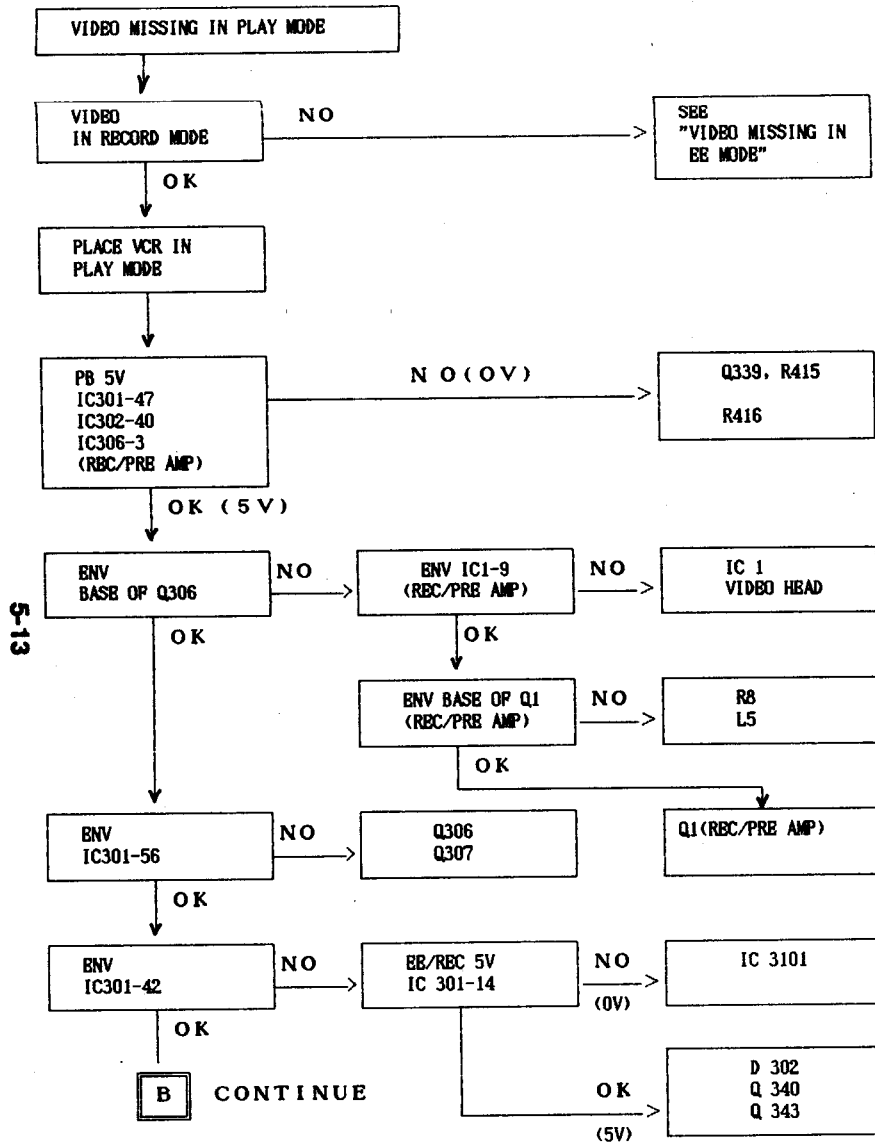 VIDEO MISSING IN PLAY MODE
VIDEO
IN RECORD MODE
NO
SEE
"VIDEO MISSING IN
EE MODE"
OK
PLACE VCR IN
PLAY MODE
PB 5V
IC301-47
IC302-40
IC306-3
(REC/PRE AMP)
NO(0V)
Q339, R415
R416
OK (5V)
ENV
BASE OF Q306
NO
ENV IC1-9
(REC/PRE AMP)
NO
IC 1
VIDEO HEAD
5-13
OK
OK
ENV BASE OF Q1
(REC/PRE AMP)
NO
R8
L5
OK
ENV
IC301-56
NO
Q306
Q307
Q1(REC/PRE AMP)
OK
ENV
IC301-42
NO
EE/REC 5V
IC 301-14
NO
(0V)
IC 3101
OK
B CONTINUE
OK
(5V)
D 302
Q 340
Q 343